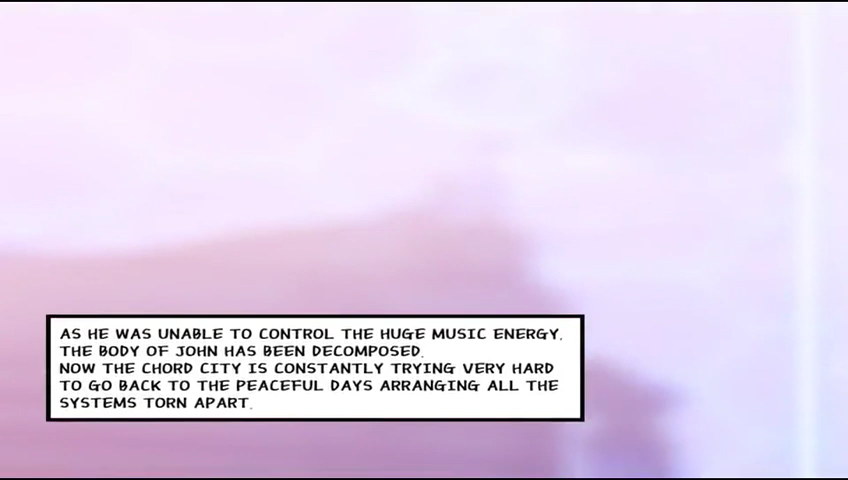 AS HE WAS UNABLE TO CONTROL THE HUGE MUSIC ENERGY,
THE BODY OF JOHN HAS BEEN DECOMPOSED.
NOW THE CHORD CITY IS CONSTANTLY TRYING VERY HARD
TO GO BACK TO THE PEACEFUL DAYS ARRANGING ALL THE
SYSTEMS TORN APART.